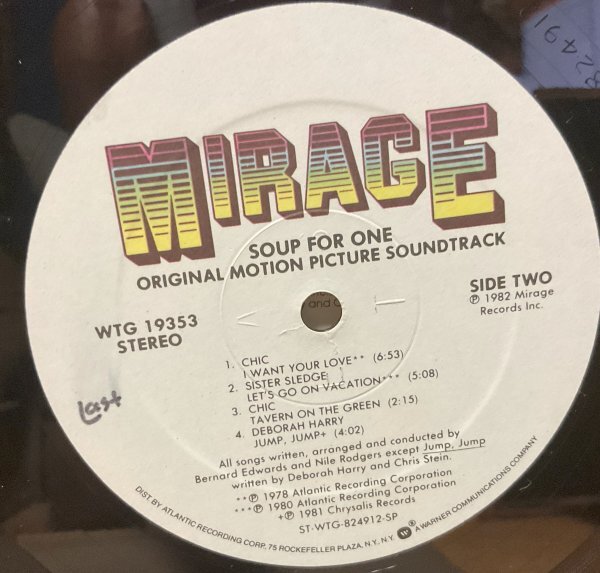 82491
MIRAGE
SOUP FOR ONE
ORIGINAL MOTION PICTURE SOUNDTRACK
WTG 19353
STEREO
SIDE TWO
℗ 1982 Mirage
Records Inc.
and
1. CHIC
I WANT YOUR LOVE** (6:53)
2. SISTER SLEDGE
LET'S GO ON VACATION*** (5:08)
3. CHIC
TAVERN ON THE GREEN (2:15)
4. DEBORAH HARRY
JUMP, JUMP+ (4:02)
Last
All songs written, arranged and conducted by
Bernard Edwards and Nile Rodgers except Jump, Jump
written by Deborah Harry and Chris Stein.
**℗ 1978 Atlantic Recording Corporation
***℗ 1980 Atlantic Recording Corporation
+℗ 1981 Chrysalis Records
ST-WTG-824912-SP
DIST. BY ATLANTIC RECORDING CORP. 75 ROCKEFELLER PLAZA, N.Y., N.Y. A WARNER COMMUNICATIONS COMPANY